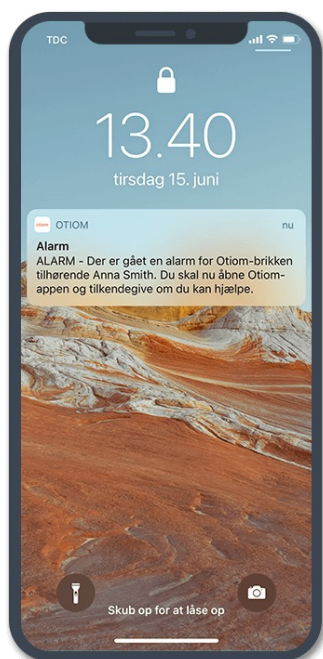 TDC
13.40
tirsdag 15. juni
OTIOM
nu
Alarm
ALARM - Der er gået en alarm for Otiom-brikken
tilhørende Anna Smith. Du skal nu åbne Otiom-
appen og tilkendegive om du kan hjælpe.
Skub op for at låse op